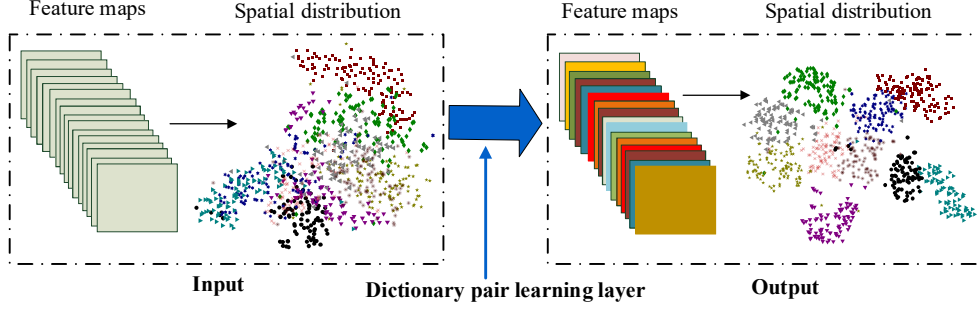 Feature maps
Spatial distribution
Feature maps
Spatial distribution
Input
Dictionary pair learning layer
Output